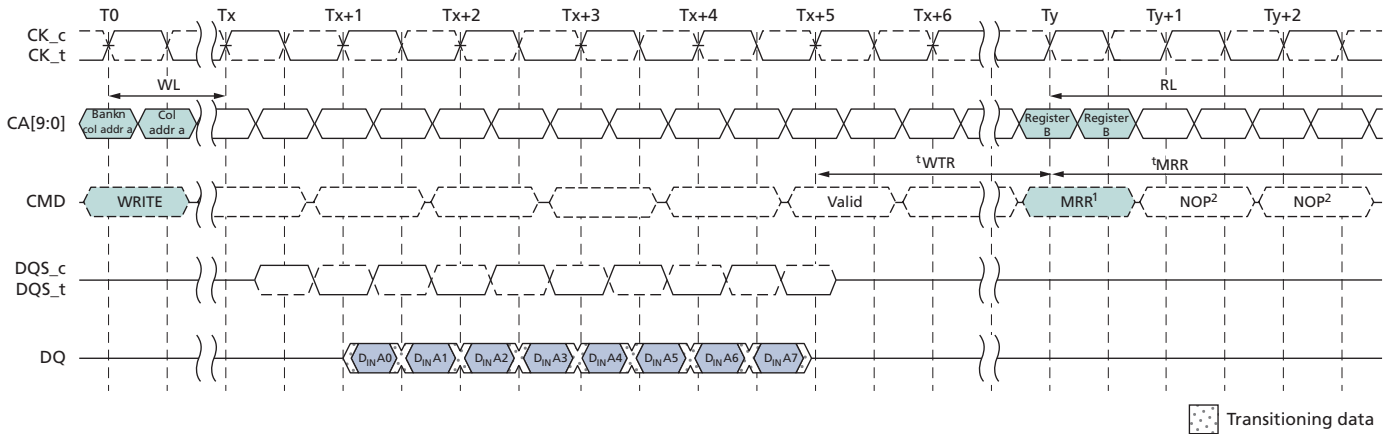 T0 Tx Tx+1 Tx+2 Tx+3 Tx+4 Tx+5 Tx+6 Ty Ty+1 Ty+2
CK_c
CK_t
WL RL
CA[9:0] Bankn col addr a Col addr a Register B Register B
tWTR tMRR
CMD WRITE Valid MRR1 NOP2 NOP2
DQS_c
DQS_t
DQ DINA0 DINA1 DINA2 DINA3 DINA4 DINA5 DINA6 DINA7
Transitioning data